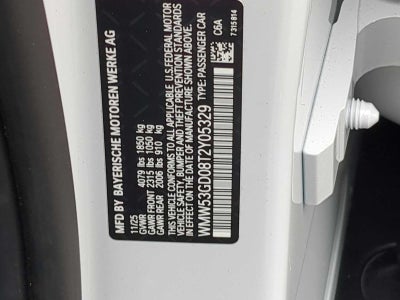 MFD BY BAYERISCHE MOTOREN WERKE AG
11/25
GVWR 4079 lbs 1850 kg
GAWR FRONT 2315 lbs 1050 kg
GAWR REAR 2006 lbs 910 kg
THIS VEHICLE CONFORMS TO ALL APPLICABLE U.S. FEDERAL MOTOR
VEHICLE SAFETY, BUMPER AND THEFT PREVENTION STANDARDS
IN EFFECT ON THE DATE OF MANUFACTURE SHOWN ABOVE.
WMW53GD08T2Y05329 TYPE: PASSENGER CAR
C6A
7315814